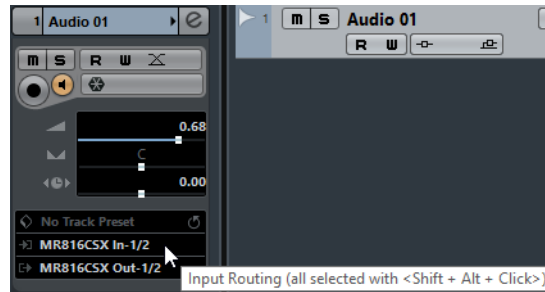 1 Audio 01
e
m S R W
0.68
C
0.00
No Track Preset
MR816CSX In-1/2
MR816CSX Out-1/2
1 m S Audio 01
R W
Input Routing (all selected with <Shift + Alt + Click>)